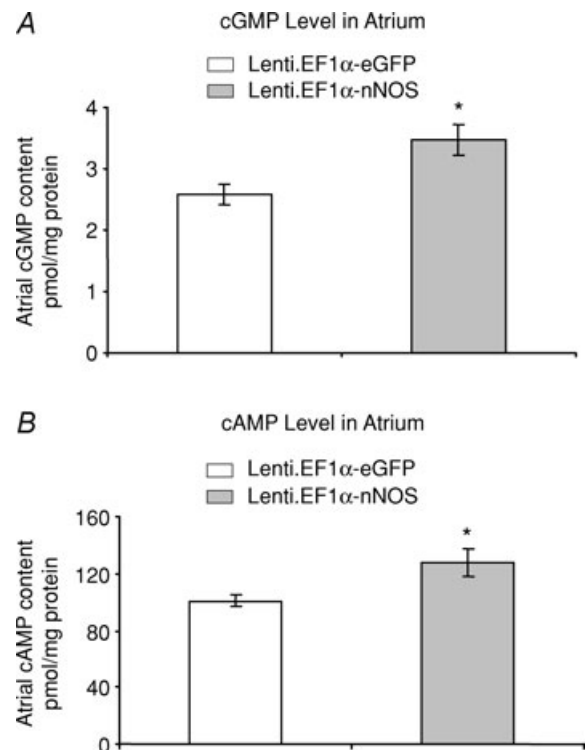 A
cGMP Level in Atrium
Lenti.EF1α-eGFP
Lenti.EF1α-nNOS
Atrial cGMP content
pmol/mg protein
4
3
2
1
0
*
B
cAMP Level in Atrium
Lenti.EF1α-eGFP
Lenti.EF1α-nNOS
Atrial cAMP content
pmol/mg protein
160
120
80
40
0
*